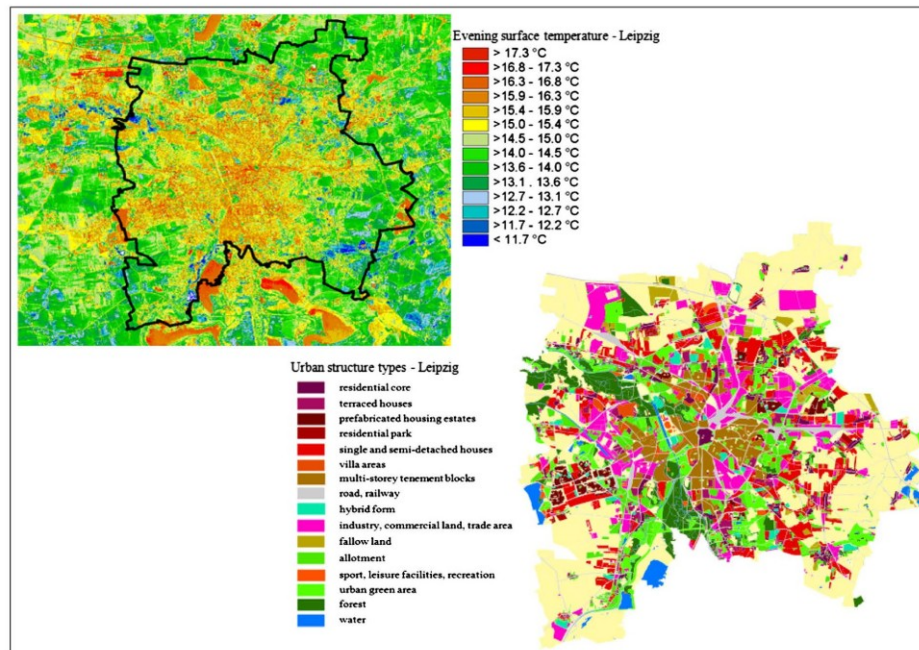 Evening surface temperature - Leipzig
> 17.3 °C
>16.8 - 17.3 °C
>16.3 - 16.8 °C
>15.9 - 16.3 °C
>15.4 - 15.9 °C
>15.0 - 15.4 °C
>14.5 - 15.0 °C
>14.0 - 14.5 °C
>13.6 - 14.0 °C
>13.1 . 13.6 °C
>12.7 - 13.1 °C
>12.2 - 12.7 °C
>11.7 - 12.2 °C
< 11.7 °C
Urban structure types - Leipzig
residential core
terraced houses
prefabricated housing estates
residential park
single and semi-detached houses
villa areas
multi-storey tenement blocks
road, railway
hybrid form
industry, commercial land, trade area
fallow land
allotment
sport, leisure facilities, recreation
urban green area
forest
water